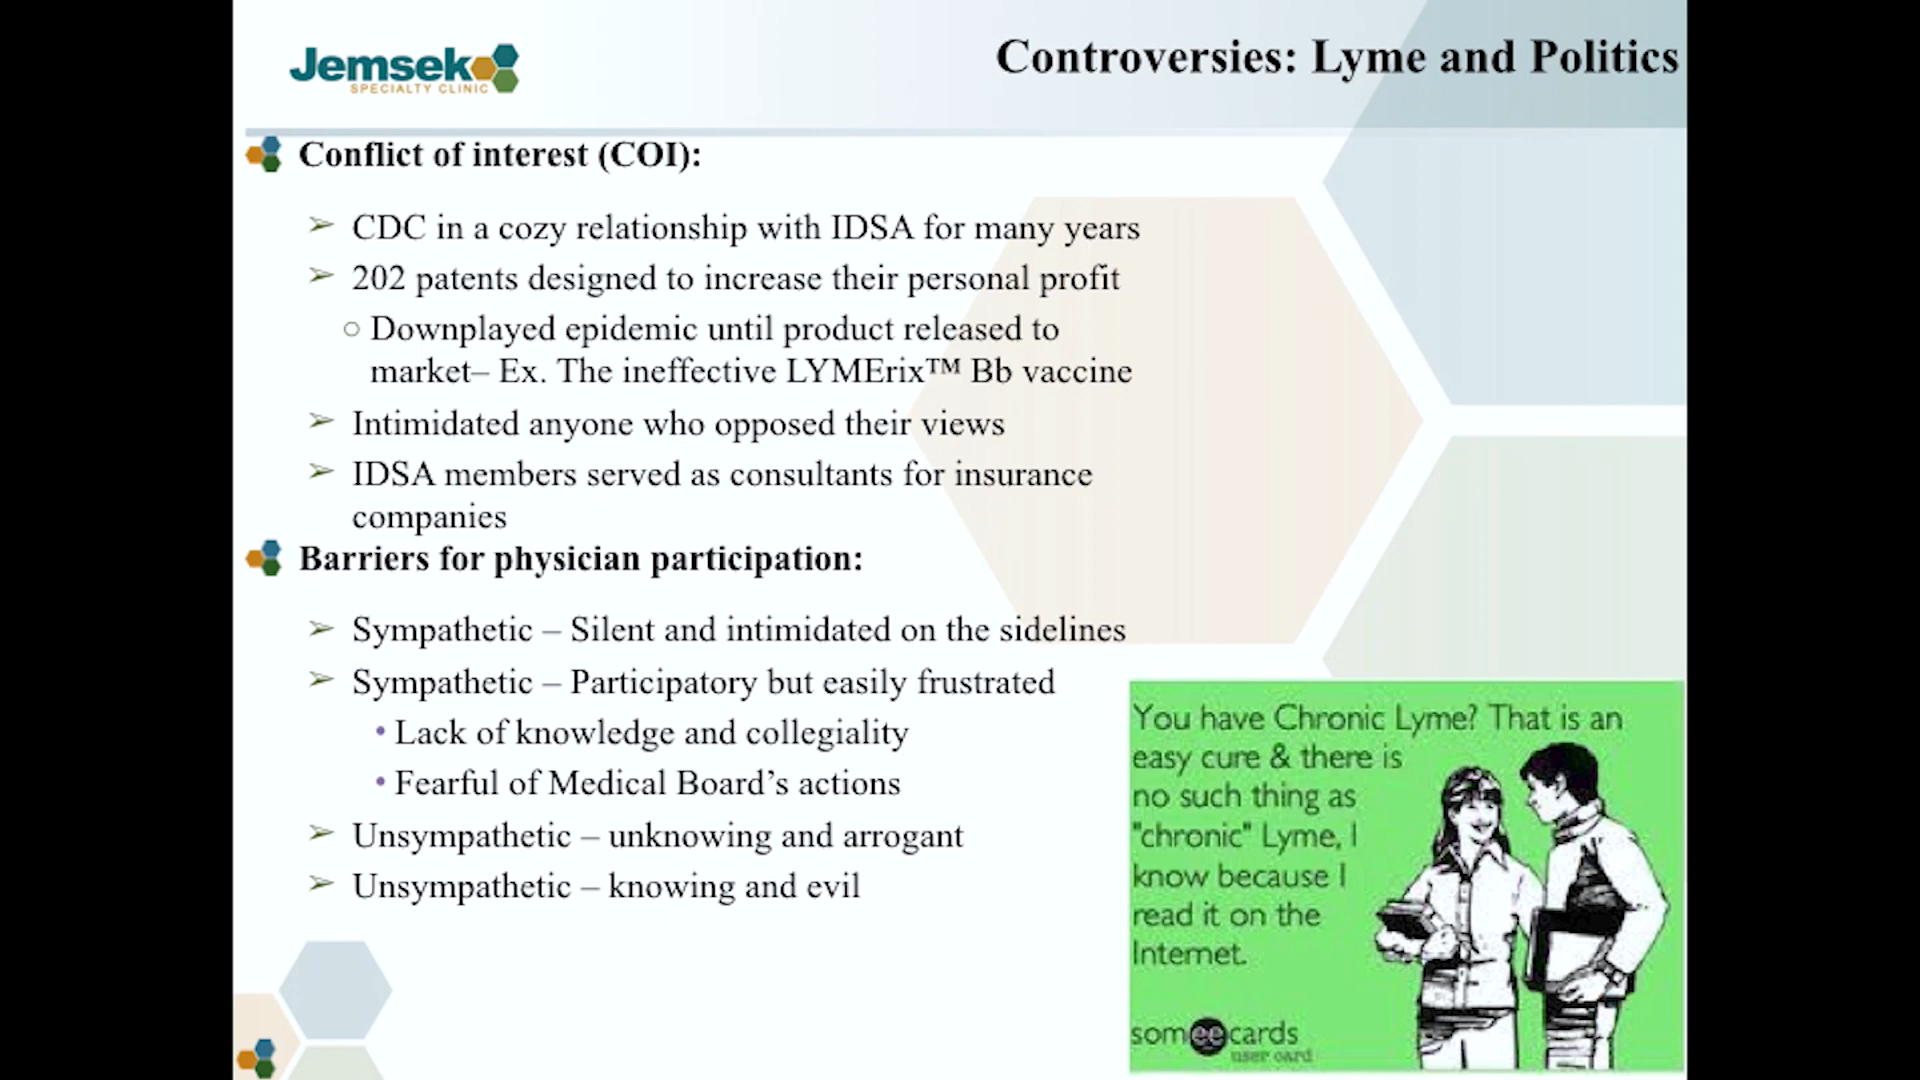 Jemsek
SPECIALTY CLINIC
Controversies: Lyme and Politics
Conflict of interest (COI):
➢ CDC in a cozy relationship with IDSA for many years
➢ 202 patents designed to increase their personal profit
○ Downplayed epidemic until product released to
market– Ex. The ineffective LYMErix™ Bb vaccine
➢ Intimidated anyone who opposed their views
➢ IDSA members served as consultants for insurance
companies
Barriers for physician participation:
➢ Sympathetic – Silent and intimidated on the sidelines
➢ Sympathetic – Participatory but easily frustrated
• Lack of knowledge and collegiality
• Fearful of Medical Board’s actions
➢ Unsympathetic – unknowing and arrogant
➢ Unsympathetic – knowing and evil
You have Chronic Lyme? That is an
easy cure & there is
no such thing as
"chronic" Lyme, I
know because I
read it on the
Internet.
someecards
user card